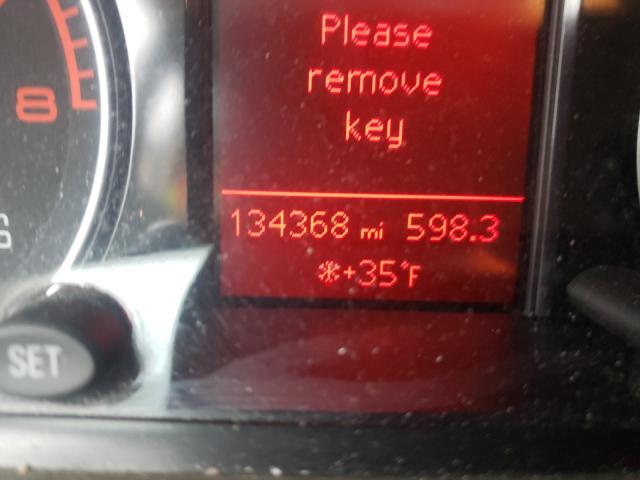 Please
remove
key
8
134368 mi 598.3
+35°F
SET